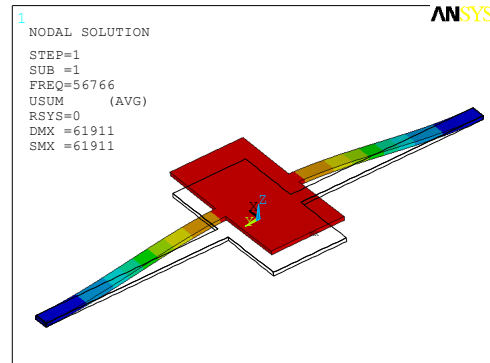 ANSYS
1
NODAL SOLUTION
STEP=1
SUB =1
FREQ=56766
USUM (AVG)
RSYS=0
DMX =61911
SMX =61911
Z